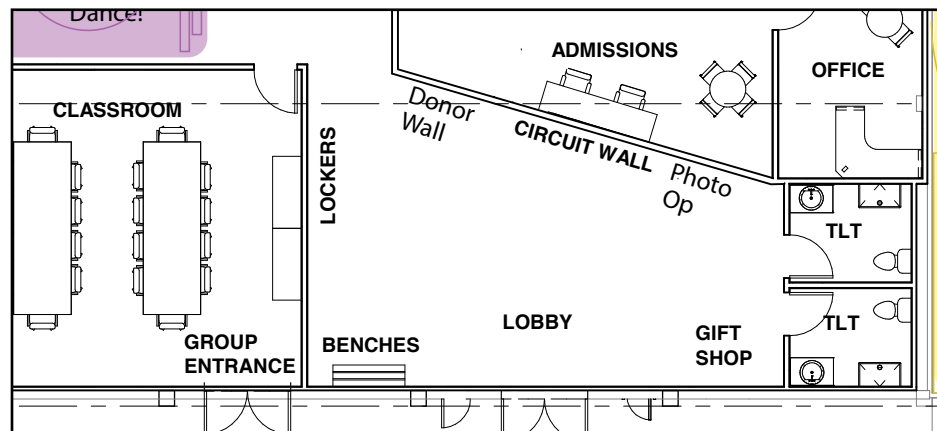 Dance!
ADMISSIONS
OFFICE
CLASSROOM
Donor
Wall
CIRCUIT WALL
Photo
Op
LOCKERS
TLT
LOBBY
TLT
GIFT
SHOP
GROUP
ENTRANCE
BENCHES